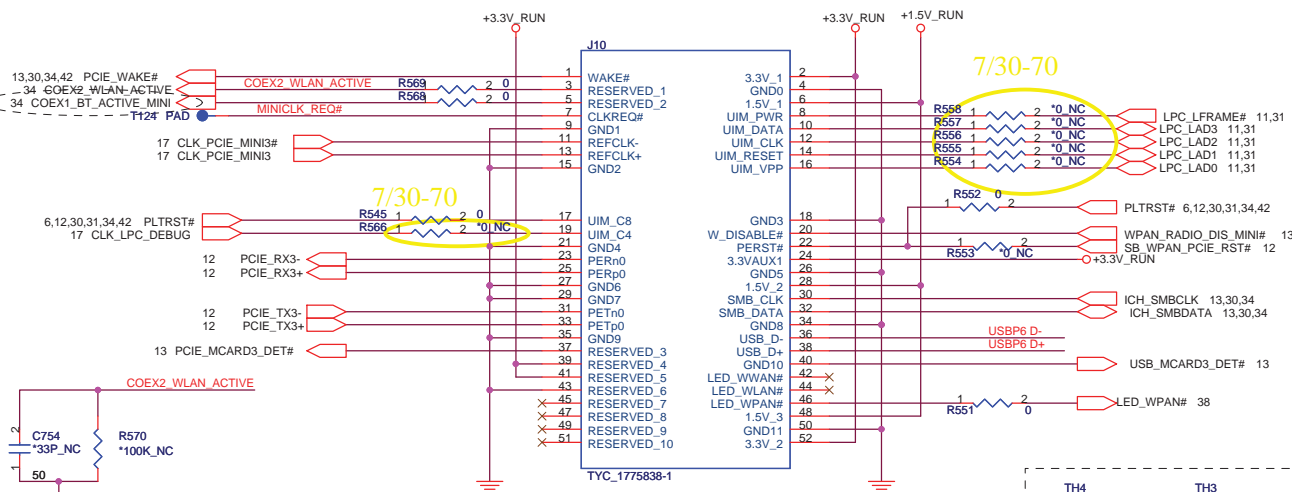 +3.3V_RUN +3.3V_RUN +1.5V_RUN
J10
7/30-70
13,30,34,42 PCIE_WAKE# 1 WAKE# 3.3V_1 2
34 COEX2_WLAN_ACTIVE COEX2_WLAN_ACTIVE R569 2 0 3 RESERVED_1 GND0 4
34 COEX1_BT_ACTIVE_MINI R568 2 0 5 RESERVED_2 1.5V_1 6
T124 PAD MINICLK_REQ# 7 CLKREQ# UIM_PWR 8 R558 1 2 *0_NC LPC_LFRAME# 11,31
9 GND1 UIM_DATA 10 R557 1 2 *0_NC LPC_LAD3 11,31
17 CLK_PCIE_MINI3# 11 REFCLK- UIM_CLK 12 R556 1 2 *0_NC LPC_LAD2 11,31
17 CLK_PCIE_MINI3 13 REFCLK+ UIM_RESET 14 R555 1 2 *0_NC LPC_LAD1 11,31
15 GND2 UIM_VPP 16 R554 1 2 *0_NC LPC_LAD0 11,31
7/30-70
R552 0 1 2 PLTRST# 6,12,30,31,34,42
6,12,30,31,34,42 PLTRST# R545 1 2 0 17 UIM_C8 GND3 18
17 CLK_LPC_DEBUG R566 1 2 *0_NC 19 UIM_C4 W_DISABLE# 20 WPAN_RADIO_DIS_MINI# 13
21 GND4 PERST# 22 R553 1 2 *0_NC SB_WPAN_PCIE_RST# 12
12 PCIE_RX3- 23 PERn0 3.3VAUX1 24 +3.3V_RUN
12 PCIE_RX3+ 25 PERp0 GND5 26
27 GND6 1.5V_2 28
29 GND7 SMB_CLK 30 ICH_SMBCLK 13,30,34
12 PCIE_TX3- 31 PETn0 SMB_DATA 32 ICH_SMBDATA 13,30,34
12 PCIE_TX3+ 33 PETp0 GND8 34
35 GND9 USB_D- 36 USBP6 D-
13 PCIE_MCARD3_DET# 37 RESERVED_3 USB_D+ 38 USBP6 D+
39 RESERVED_4 GND10 40 USB_MCARD3_DET# 13
41 RESERVED_5 LED_WWAN# 42
COEX2_WLAN_ACTIVE 43 RESERVED_6 LED_WLAN# 44
45 RESERVED_7 LED_WPAN# 46 R551 1 2 0 LED_WPAN# 38
47 RESERVED_8 1.5V_3 48
49 RESERVED_9 GND11 50
51 RESERVED_10 3.3V_2 52
2 C754 *33P_NC 1 50
R570 *100K_NC
TYC_1775838-1
TH4 TH3